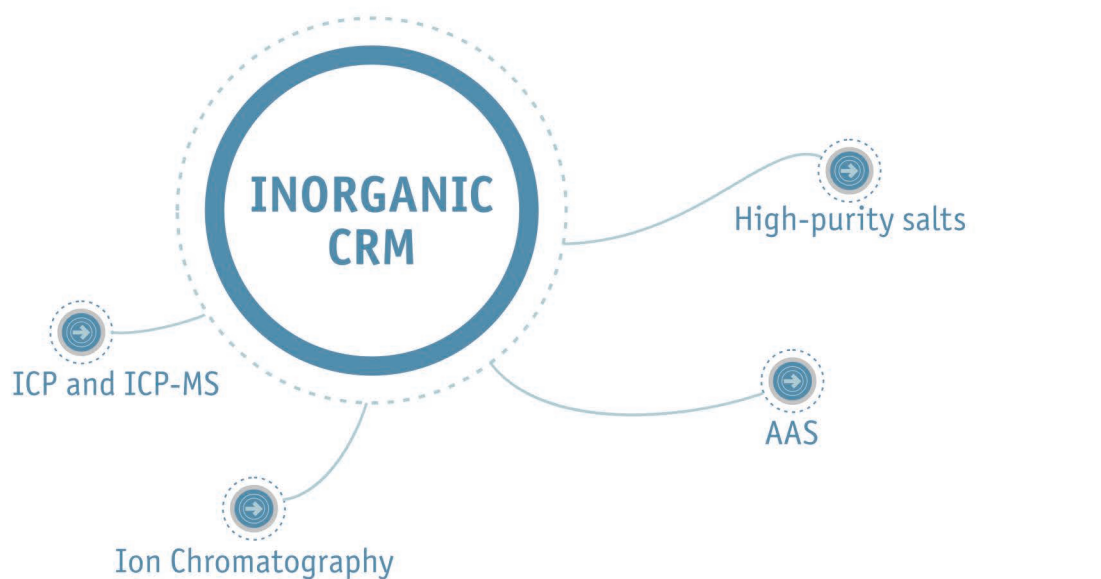 INORGANIC
CRM
High-purity salts
ICP and ICP-MS
AAS
Ion Chromatography